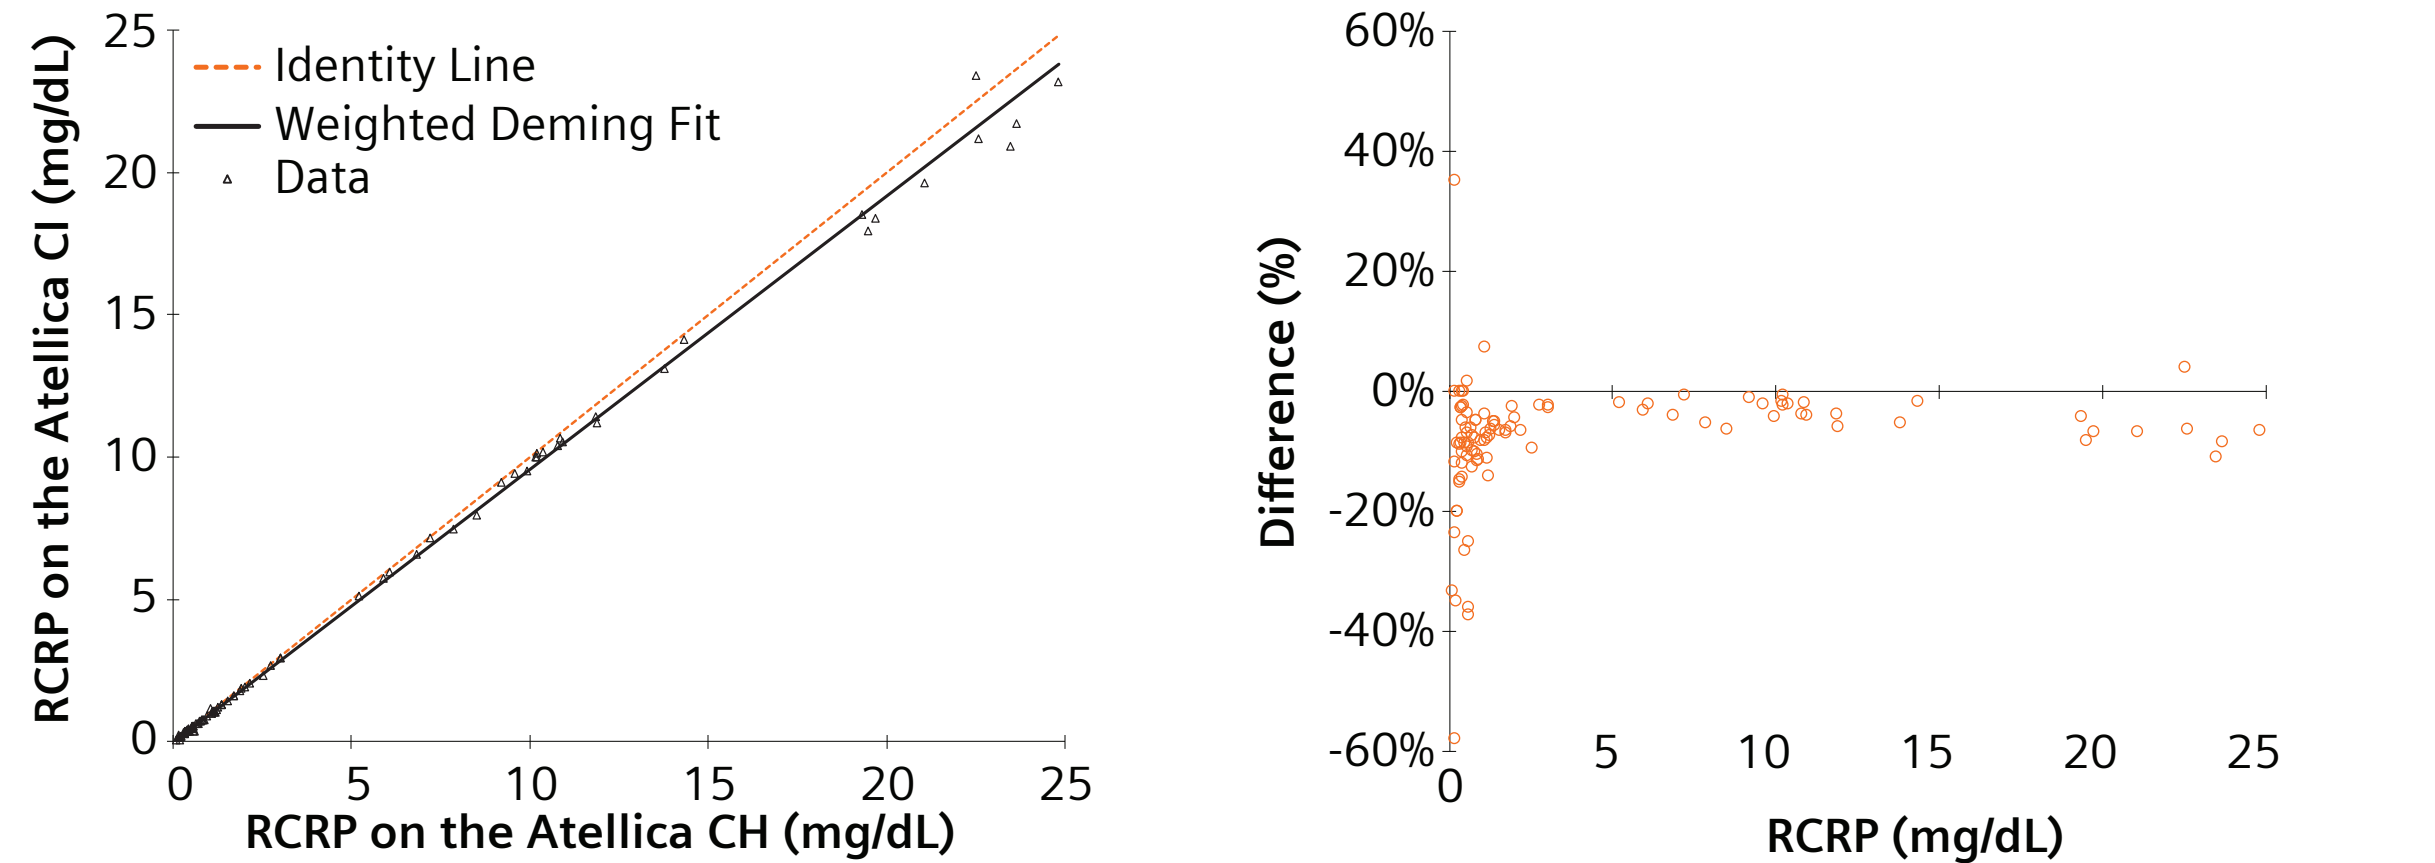 RCRP on the Atellica CI (mg/dL)
25
20
15
10
5
0
Identity Line
Weighted Deming Fit
Data
0 5 10 15 20 25
RCRP on the Atellica CH (mg/dL)
Difference (%)
60%
40%
20%
0%
-20%
-40%
-60%
0 5 10 15 20 25
RCRP (mg/dL)